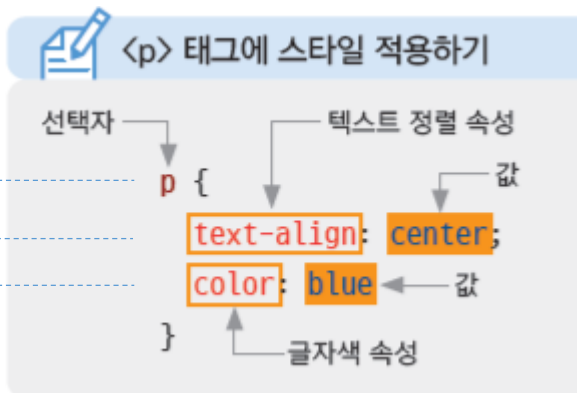 <p> 태그에 스타일 적용하기
선택자 텍스트 정렬 속성
p { 값
text-align: center;
color: blue 값
} 글자색 속성